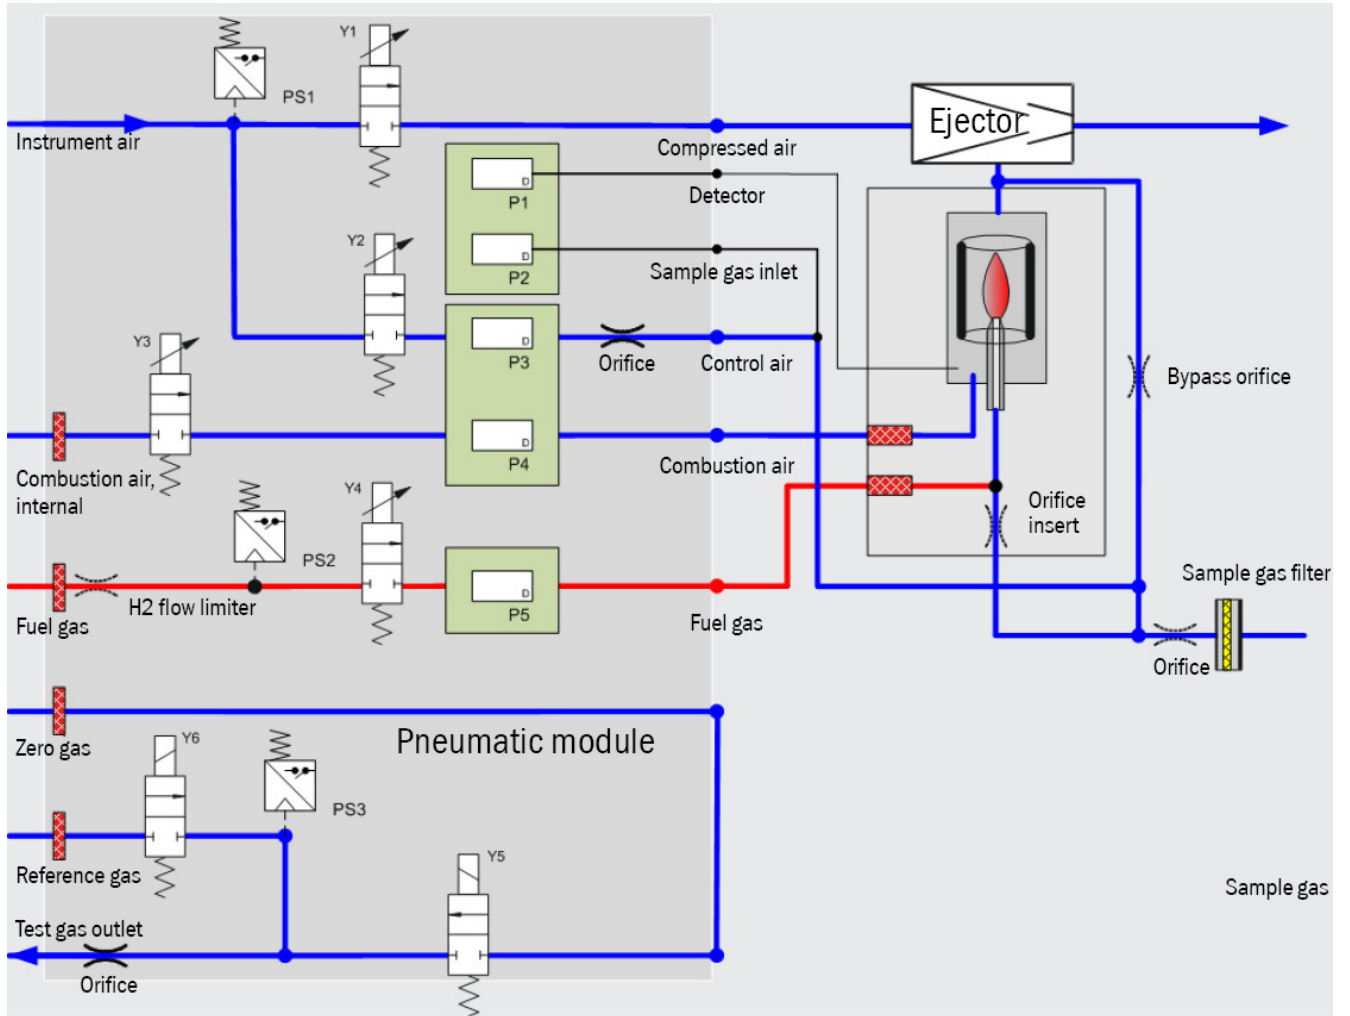 Y1
PS1
Ejector
Instrument air
Compressed air
D
P1
Detector
Y2
D
P2
Sample gas inlet
Y3
D
P3
Orifice
Control air
Bypass orifice
D
P4
Combustion air
Combustion air,
internal
Y4
Orifice
insert
PS2
Sample gas filter
D
P5
H2 flow limiter
Fuel gas
Fuel gas
Orifice
Zero gas
Y6
Pneumatic module
PS3
Reference gas
Y5
Sample gas
Test gas outlet
Orifice